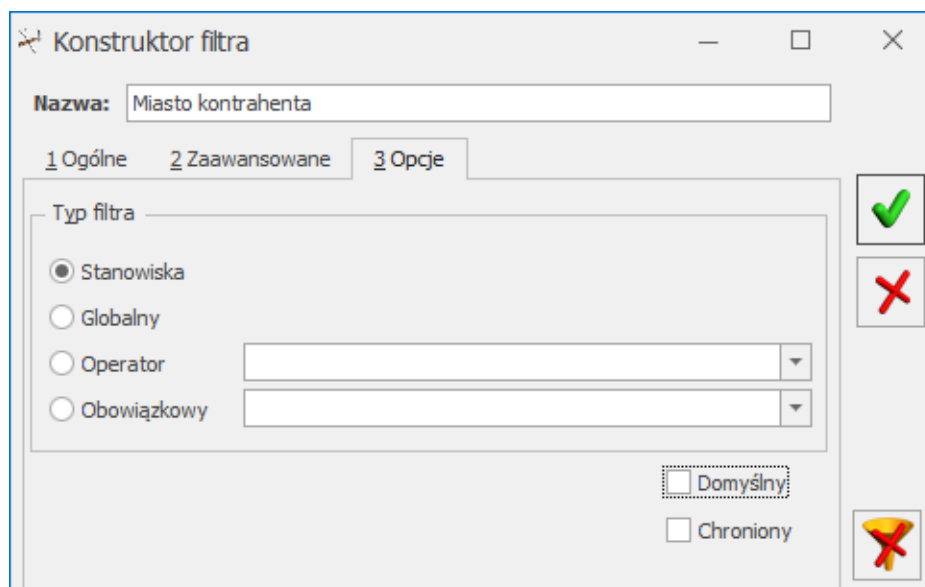 Konstruktor filtra
Nazwa: Miasto kontrahenta
1 Ogólne 2 Zaawansowane 3 Opcje
Typ filtra
Stanowiska
Globalny
Operator
Obowiązkowy
Domyślny
Chroniony